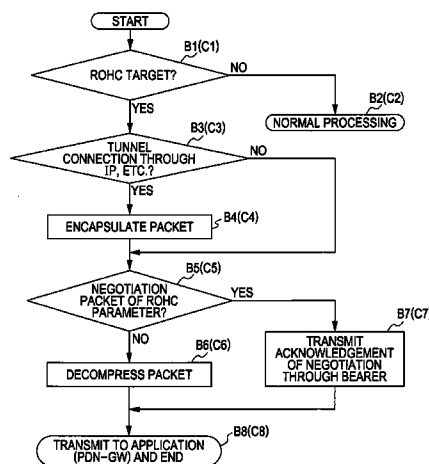 START
B1(C1)
ROHC TARGET?
NO
YES
B2(C2)
NORMAL PROCESSING
B3(C3)
TUNNEL
CONNECTION THROUGH
IP, ETC.?
NO
YES
B4(C4)
ENCAPSULATE PACKET
B5(C5)
NEGOTIATION
PACKET OF ROHC
PARAMETER?
YES
NO
B7(C7)
TRANSMIT
ACKNOWLEDGEMENT
OF NEGOTIATION
THROUGH BEARER
B6(C6)
DECOMPRESS PACKET
B8(C8)
TRANSMIT TO APPLICATION
(PDN-GW) AND END